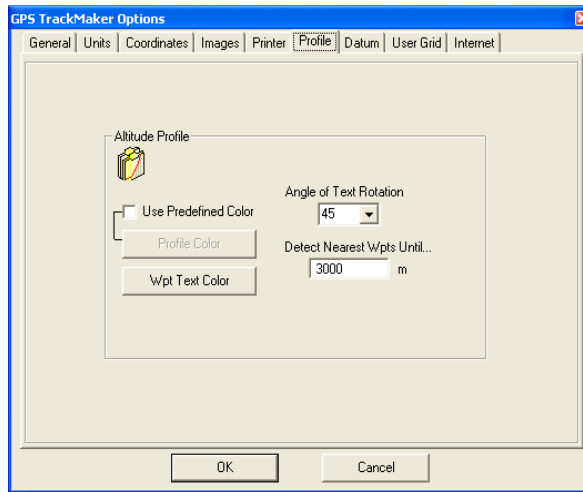 GPS TrackMaker Options
General Units Coordinates Images Printer Profile Datum User Grid Internet
Altitude Profile
Use Predefined Color
Profile Color
Wpt Text Color
Angle of Text Rotation
45
Detect Nearest Wpts Until...
3000 m
OK Cancel